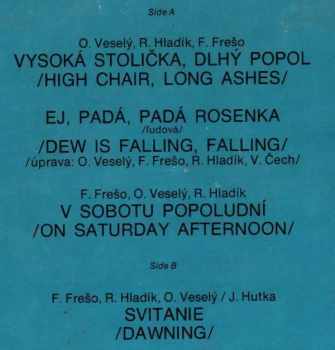 Side A
O. Veselý, R. Hladík, F. Frešo
VYSOKÁ STOLIČKA, DLHÝ POPOL
/HIGH CHAIR, LONG ASHES/
EJ, PADÁ, PADÁ ROSENKA
/ľudová/
/DEW IS FALLING, FALLING/
/úprava: O. Veselý, F. Frešo, R. Hladík, V. Čech/
F. Frešo, O. Veselý, R. Hladík
V SOBOTU POPOLUDNÍ
/ON SATURDAY AFTERNOON/
Side B
F. Frešo, R. Hladík, O. Veselý / J. Hutka
SVITANIE
/DAWNING/